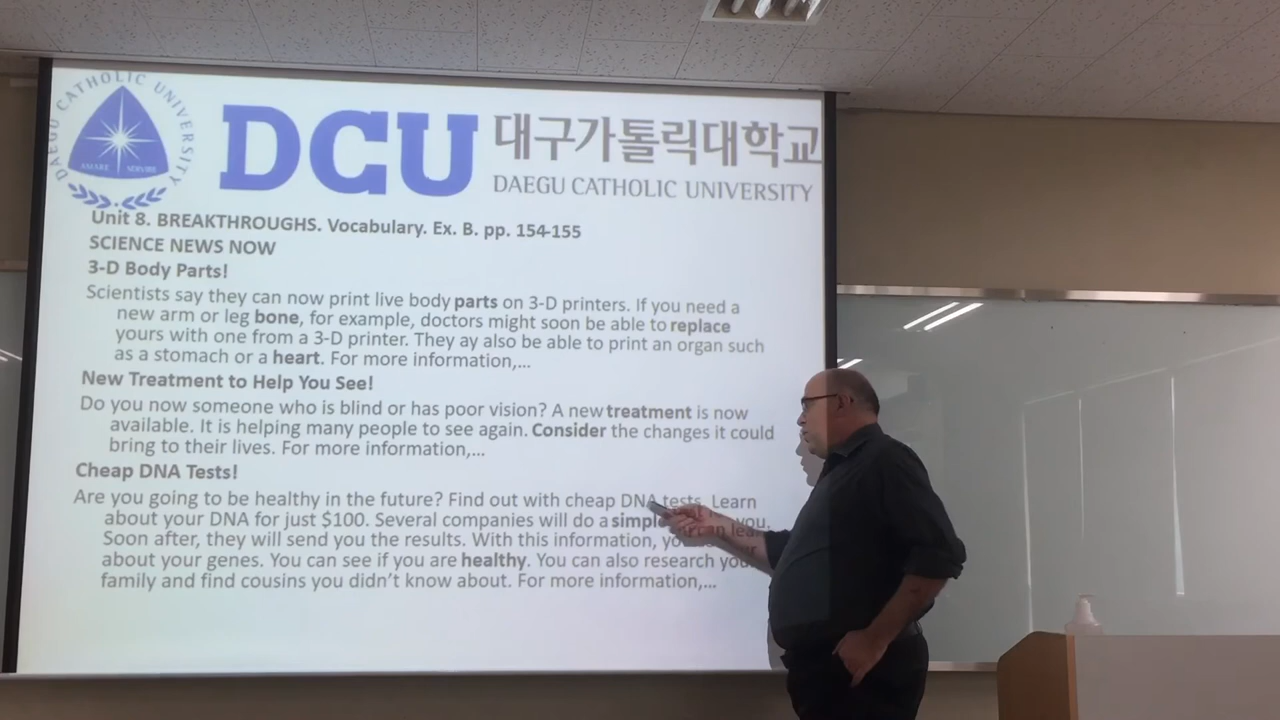 DAEGU CATHOLIC UNIVERSITY
AMARE SERVIRE
DCU 대구가톨릭대학교
DAEGU CATHOLIC UNIVERSITY
Unit 8. BREAKTHROUGHS. Vocabulary. Ex. B. pp. 154-155
SCIENCE NEWS NOW
3-D Body Parts!
Scientists say they can now print live body parts on 3-D printers. If you need a
new arm or leg bone, for example, doctors might soon be able to replace
yours with one from a 3-D printer. They ay also be able to print an organ such
as a stomach or a heart. For more information,...
New Treatment to Help You See!
Do you now someone who is blind or has poor vision? A new treatment is now
available. It is helping many people to see again. Consider the changes it could
bring to their lives. For more information,...
Cheap DNA Tests!
Are you going to be healthy in the future? Find out with cheap DNA tests. Learn
about your DNA for just $100. Several companies will do a simple you.
Soon after, they will send you the results. With this information, you can learn
about your genes. You can see if you are healthy. You can also research your
family and find cousins you didn't know about. For more information,...